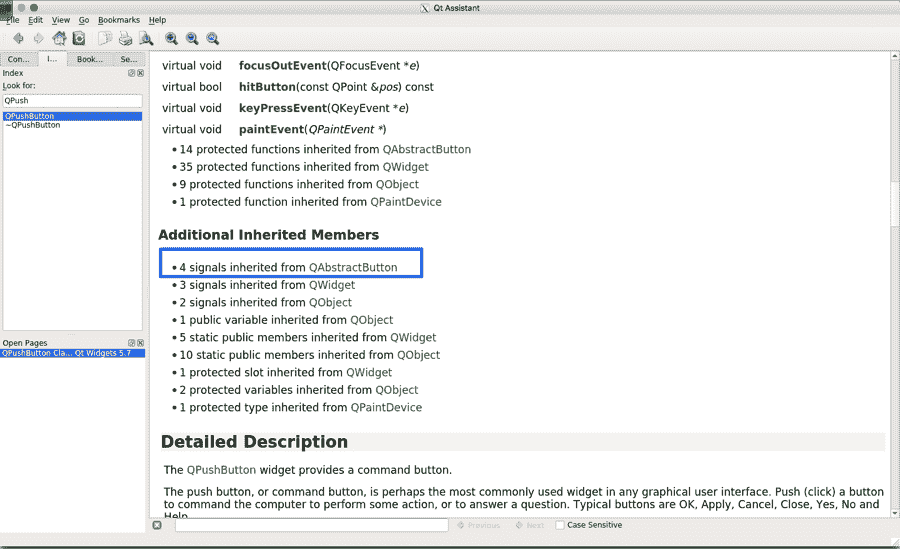 Qt Assistant
File Edit View Go Bookmarks Help
Con... I... Book... Se...
Index
Look for:
QPush
QPushButton
~QPushButton
Open Pages
QPushButton Cla... Qt Widgets 5.7
virtual void focusOutEvent(QFocusEvent *e)
virtual bool hitButton(const QPoint &pos) const
virtual void keyPressEvent(QKeyEvent *e)
virtual void paintEvent(QPaintEvent *)
• 14 protected functions inherited from QAbstractButton
• 35 protected functions inherited from QWidget
• 9 protected functions inherited from QObject
• 1 protected function inherited from QPaintDevice
Additional Inherited Members
• 4 signals inherited from QAbstractButton
• 3 signals inherited from QWidget
• 2 signals inherited from QObject
• 1 public variable inherited from QObject
• 5 static public members inherited from QWidget
• 10 static public members inherited from QObject
• 1 protected slot inherited from QWidget
• 2 protected variables inherited from QObject
• 1 protected type inherited from QPaintDevice
Detailed Description
The QPushButton widget provides a command button.
The push button, or command button, is perhaps the most commonly used widget in any graphical user interface. Push (click) a button
to command the computer to perform some action, or to answer a question. Typical buttons are OK, Apply, Cancel, Close, Yes, No and
Help.
Previous Next Case Sensitive